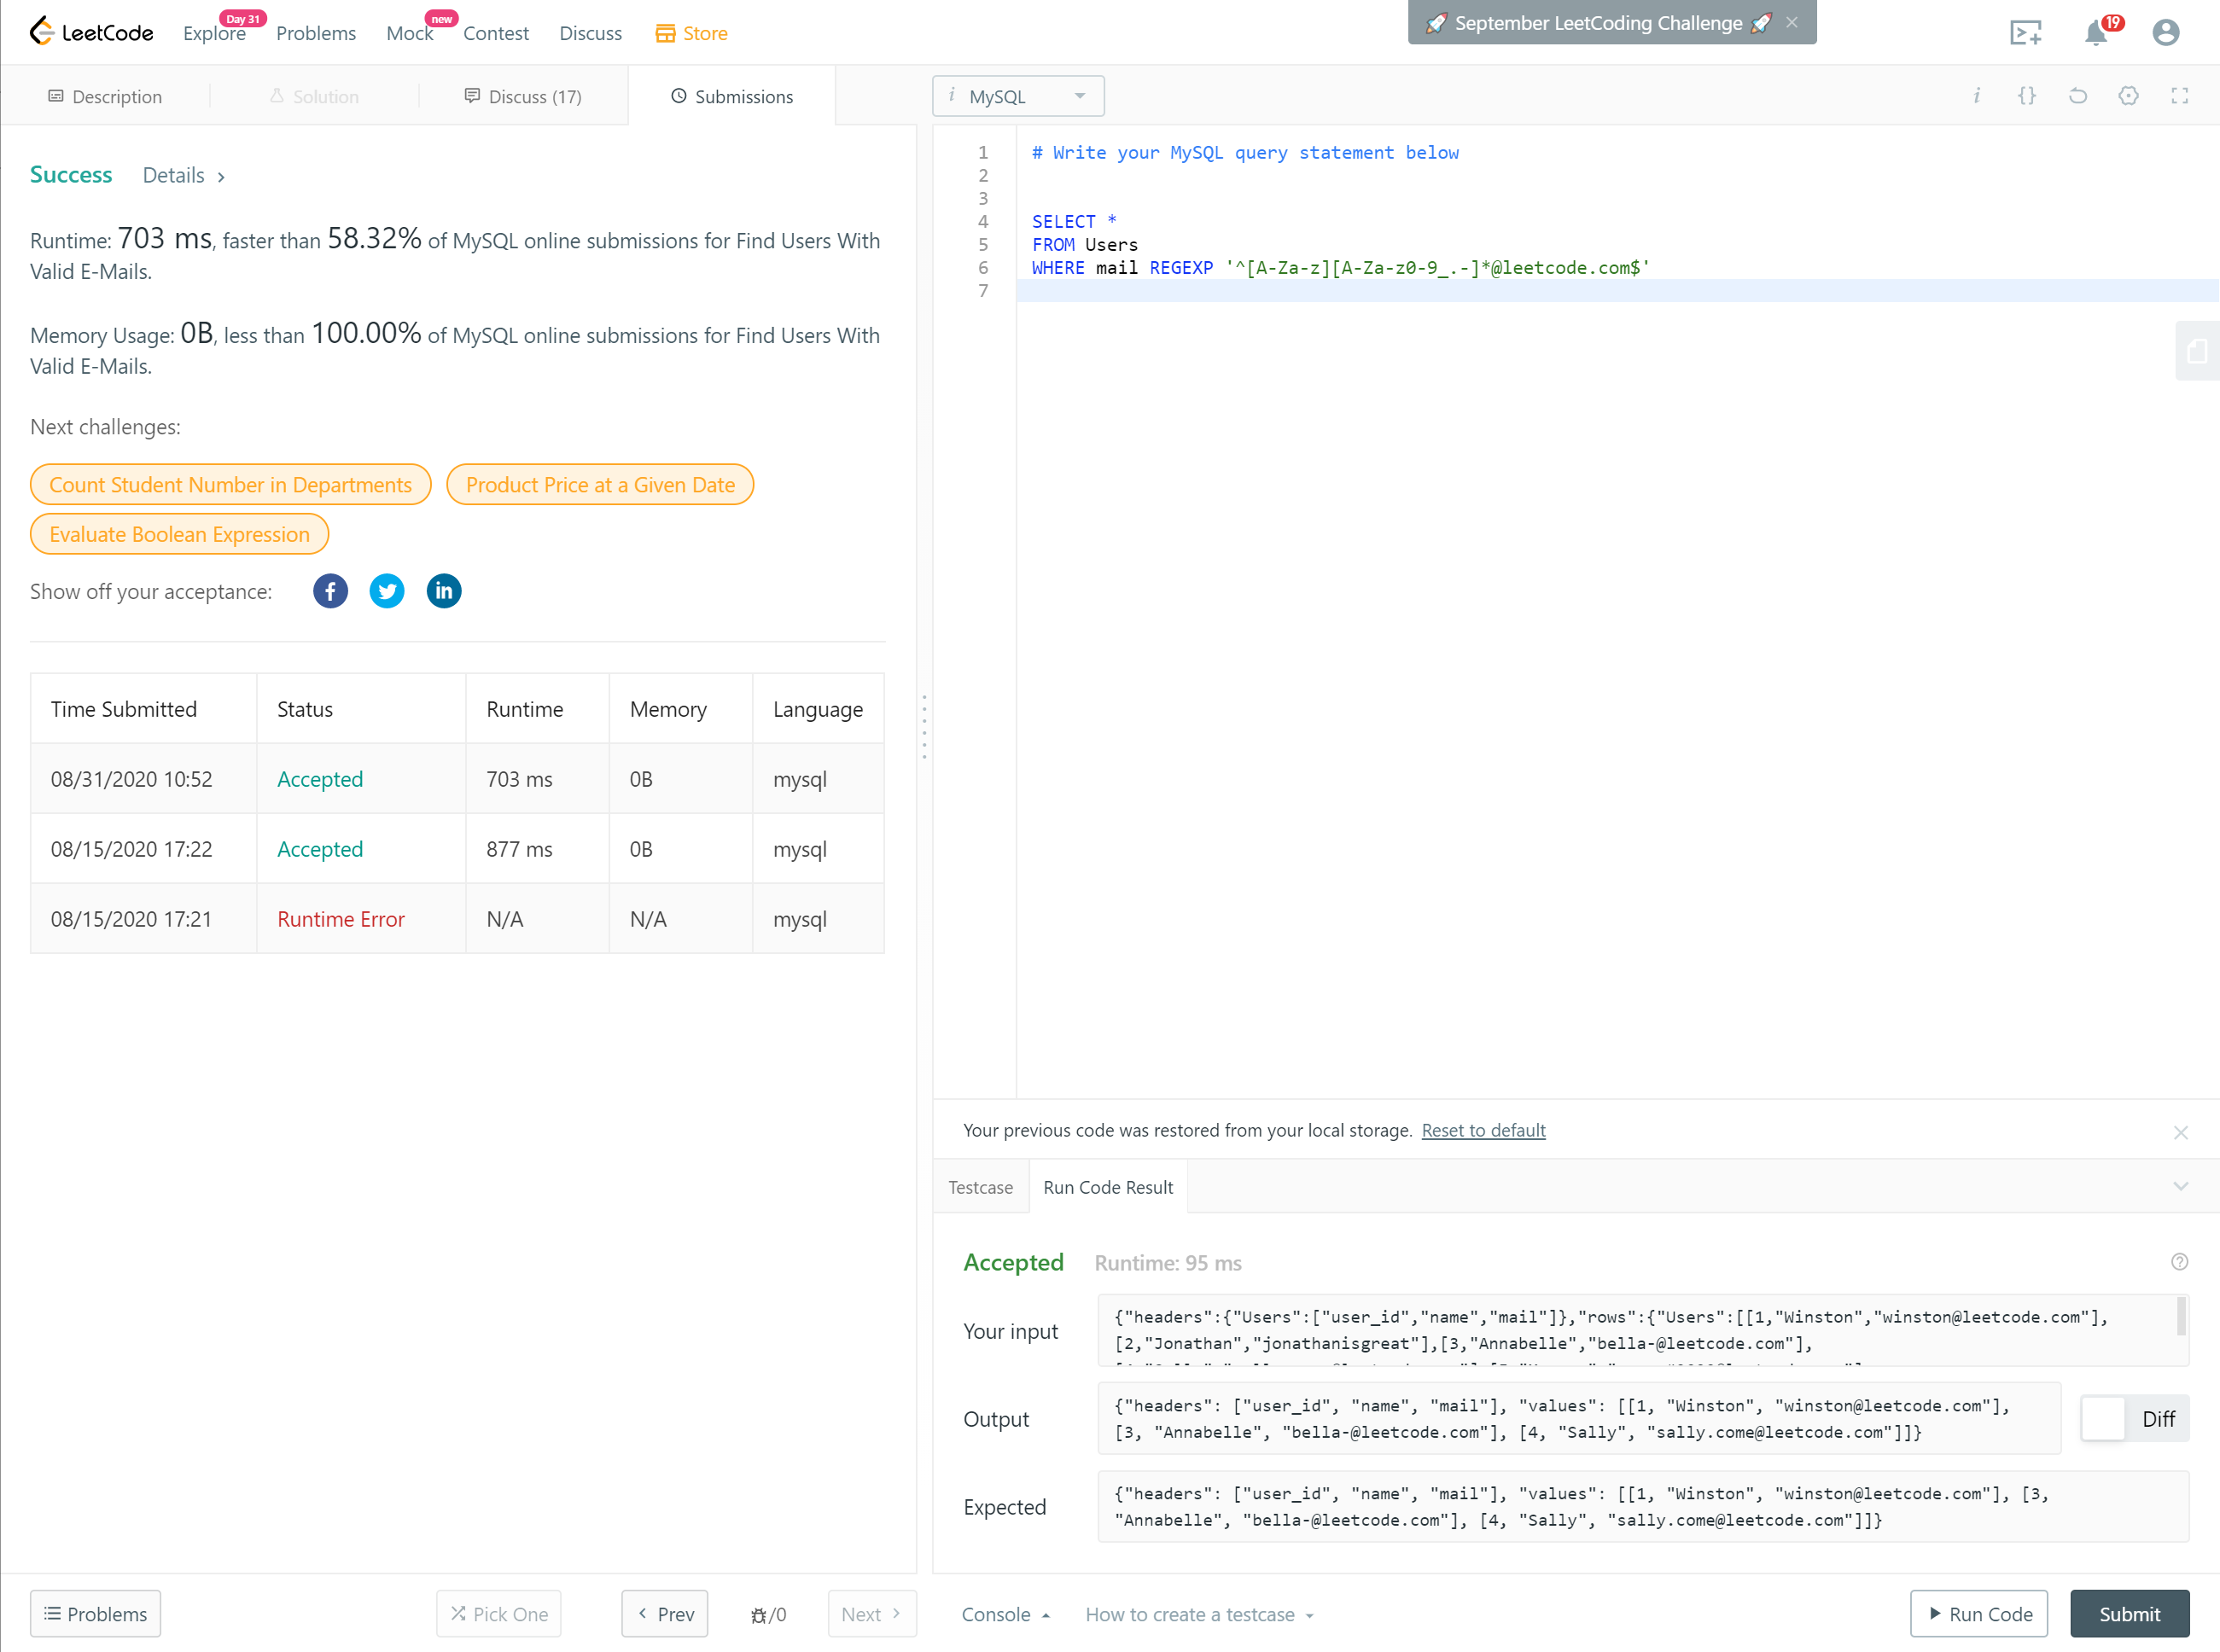 LeetCode
Explore
Day 31
Problems
Mock
new
Contest
Discuss
Store
🚀 September LeetCoding Challenge 🚀 ×
19
Description
Solution
Discuss (17)
Submissions
Success Details >
Runtime: 703 ms, faster than 58.32% of MySQL online submissions for Find Users With
Valid E-Mails.
Memory Usage: 0B, less than 100.00% of MySQL online submissions for Find Users With
Valid E-Mails.
Next challenges:
Count Student Number in Departments
Product Price at a Given Date
Evaluate Boolean Expression
Show off your acceptance:
Time Submitted Status Runtime Memory Language
08/31/2020 10:52 Accepted 703 ms 0B mysql
08/15/2020 17:22 Accepted 877 ms 0B mysql
08/15/2020 17:21 Runtime Error N/A N/A mysql
Problems
Pick One
< Prev
/0
Next >
i MySQL
i {}
1 # Write your MySQL query statement below
2
3
4 SELECT *
5 FROM Users
6 WHERE mail REGEXP '^[A-Za-z][A-Za-z0-9_.-]*@leetcode.com$'
7
Your previous code was restored from your local storage. Reset to default
Testcase
Run Code Result
Accepted Runtime: 95 ms
Your input
{"headers":{"Users":["user_id","name","mail"]},"rows":{"Users":[[1,"Winston","winston@leetcode.com"],
[2,"Jonathan","jonathanisgreat"],[3,"Annabelle","bella-@leetcode.com"],
Output
{"headers": ["user_id", "name", "mail"], "values": [[1, "Winston", "winston@leetcode.com"],
[3, "Annabelle", "bella-@leetcode.com"], [4, "Sally", "sally.come@leetcode.com"]]}
Diff
Expected
{"headers": ["user_id", "name", "mail"], "values": [[1, "Winston", "winston@leetcode.com"], [3,
"Annabelle", "bella-@leetcode.com"], [4, "Sally", "sally.come@leetcode.com"]]}
Console
How to create a testcase
Run Code
Submit